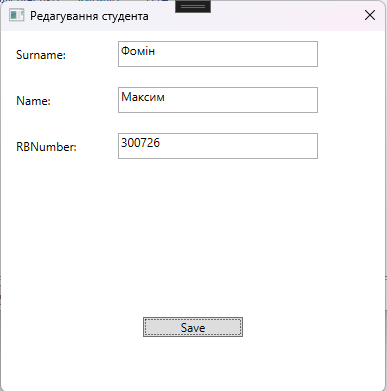 Редагування студента
Surname: Фомін
Name: Максим
RBNumber: 300726
Save